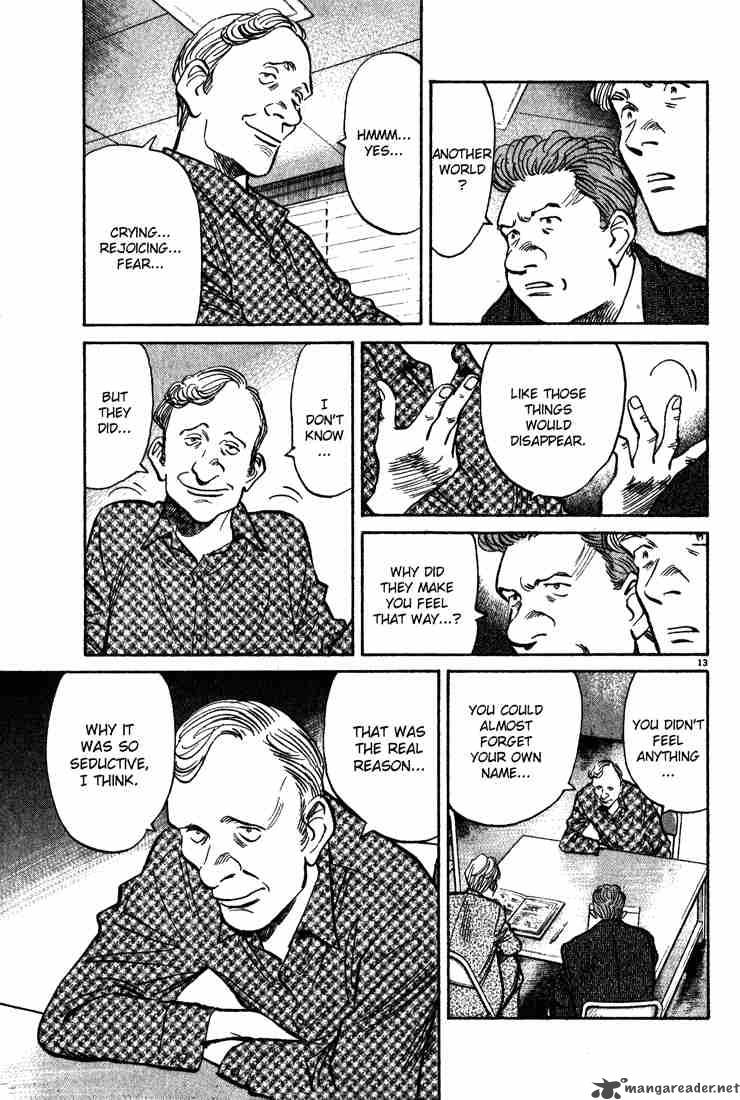 ANOTHER
WORLD
?
HMMM...
YES...
CRYING...
REJOICING...
FEAR...
LIKE THOSE
THINGS
WOULD
DISAPPEAR.
I
DON'T
KNOW
...
BUT
THEY
DID...
WHY DID
THEY MAKE
YOU FEEL
THAT WAY...?
13
YOU DIDN'T
FEEL
ANYTHING
...
YOU COULD
ALMOST
FORGET
YOUR OWN
NAME...
THAT WAS
THE REAL
REASON...
WHY IT
WAS SO
SEDUCTIVE,
I THINK.
mangareader.net